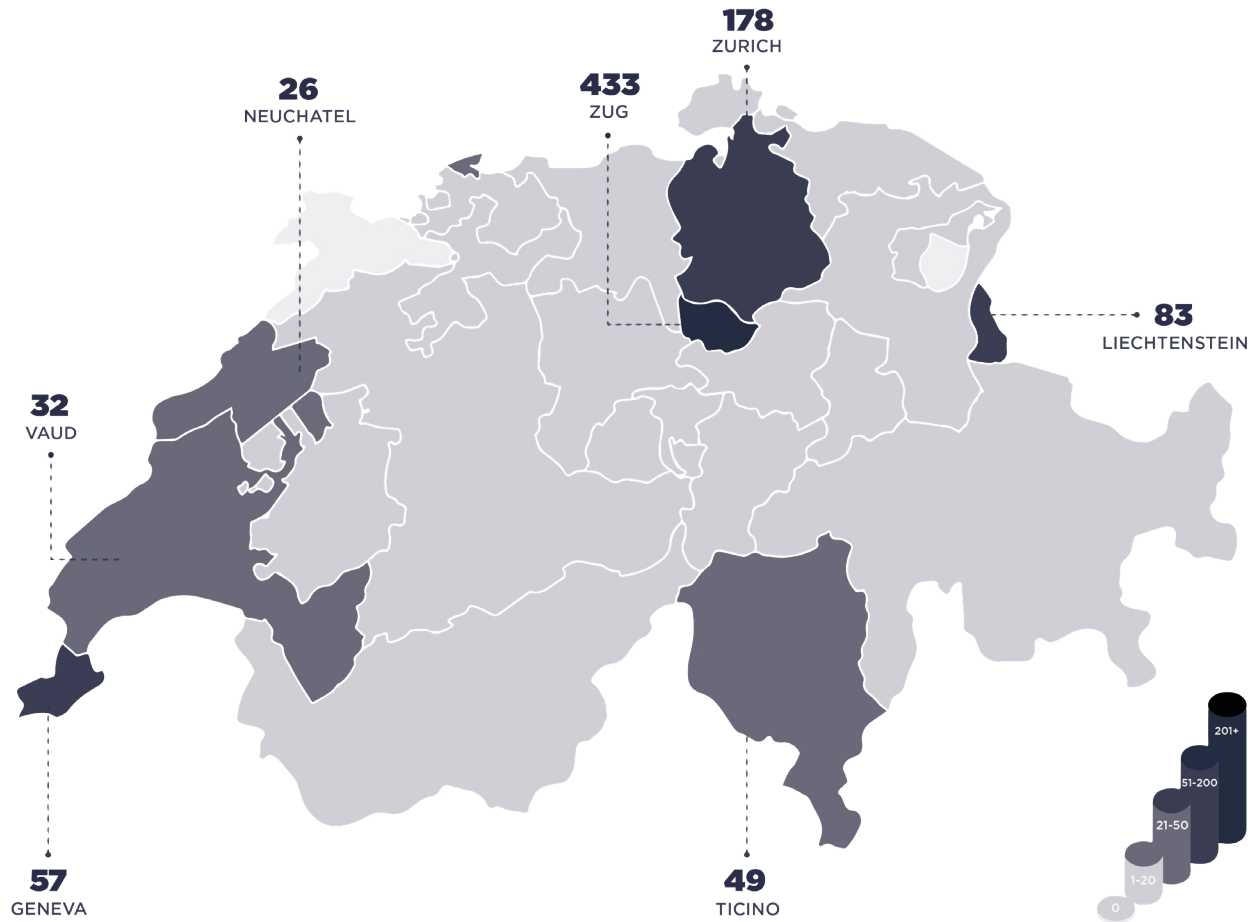 178
ZURICH
433
ZUG
26
NEUCHATEL
83
LIECHTENSTEIN
32
VAUD
57
GENEVA
49
TICINO
201+
51-200
21-50
1-20
0